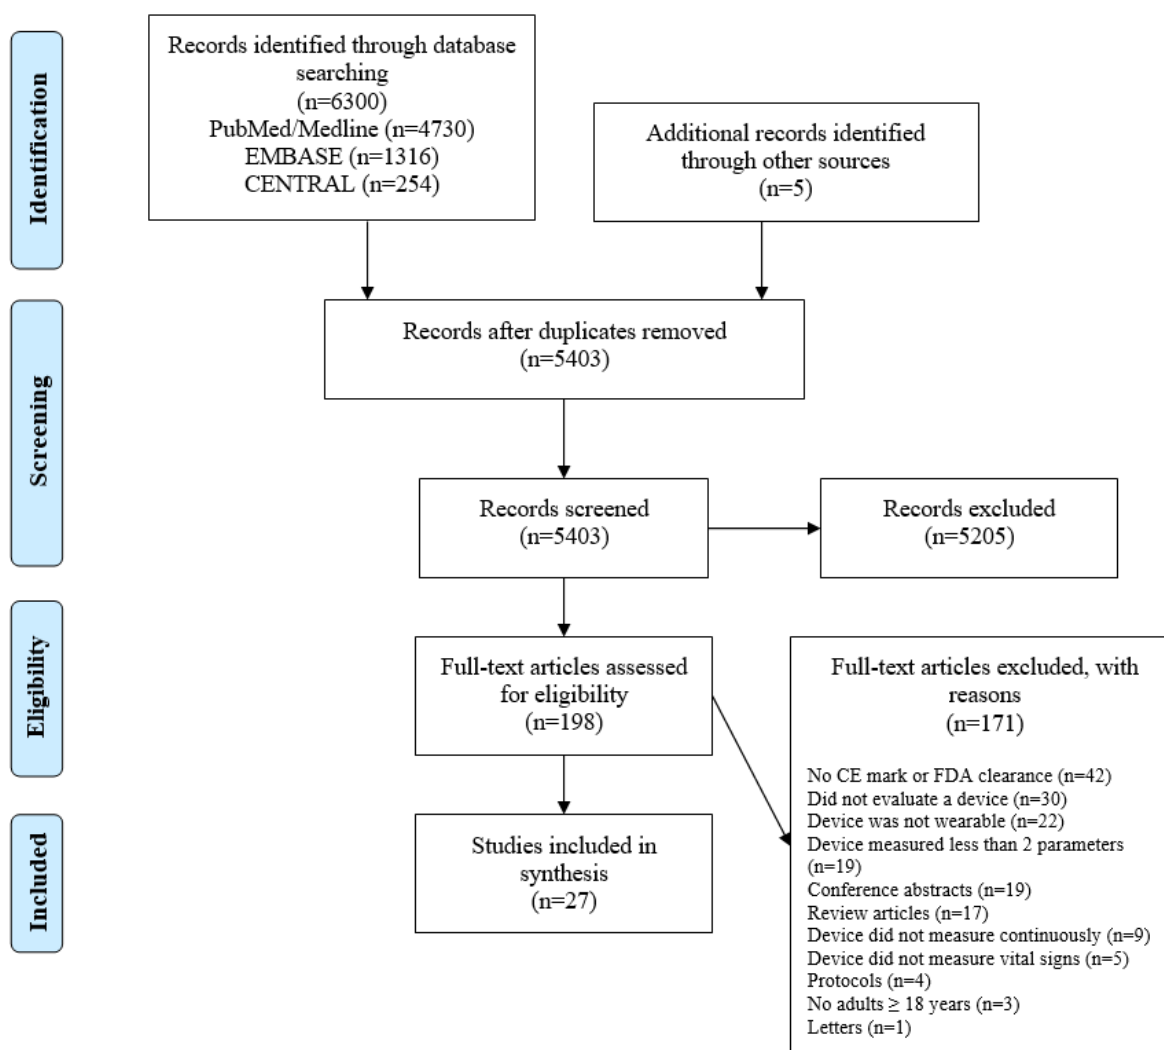 Identification
Records identified through database
searching
(n=6300)
PubMed/Medline (n=4730)
EMBASE (n=1316)
CENTRAL (n=254)
Additional records identified
through other sources
(n=5)
Screening
Records after duplicates removed
(n=5403)
Records screened
(n=5403)
Records excluded
(n=5205)
Eligibility
Full-text articles assessed
for eligibility
(n=198)
Full-text articles excluded, with
reasons
(n=171)
No CE mark or FDA clearance (n=42)
Did not evaluate a device (n=30)
Device was not wearable (n=22)
Device measured less than 2 parameters
(n=19)
Conference abstracts (n=19)
Review articles (n=17)
Device did not measure continuously (n=9)
Device did not measure vital signs (n=5)
Protocols (n=4)
No adults ≥ 18 years (n=3)
Letters (n=1)
Included
Studies included in
synthesis
(n=27)